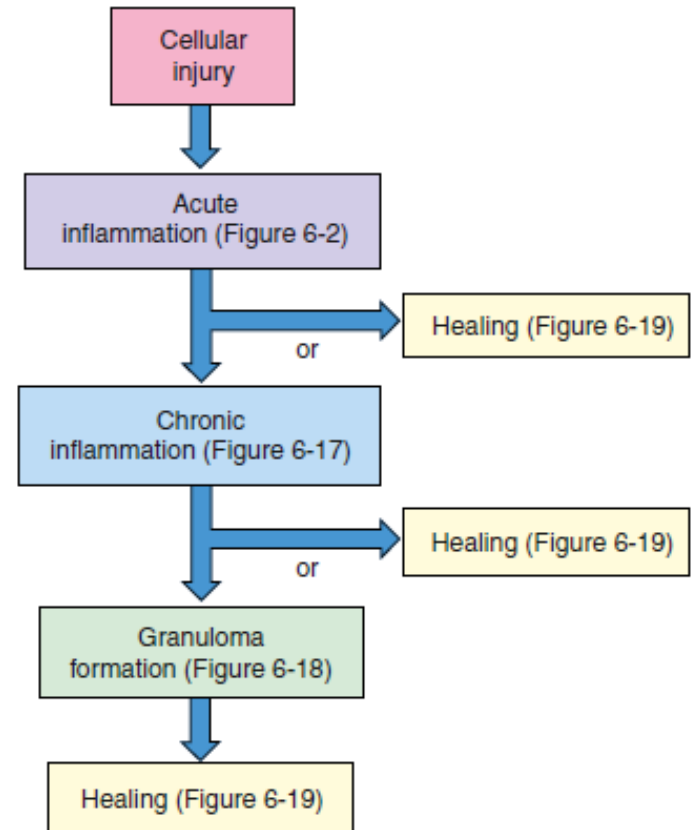 Cellular
injury
Acute
inflammation (Figure 6-2)
Healing (Figure 6-19)
or
Chronic
inflammation (Figure 6-17)
Healing (Figure 6-19)
or
Granuloma
formation (Figure 6-18)
Healing (Figure 6-19)